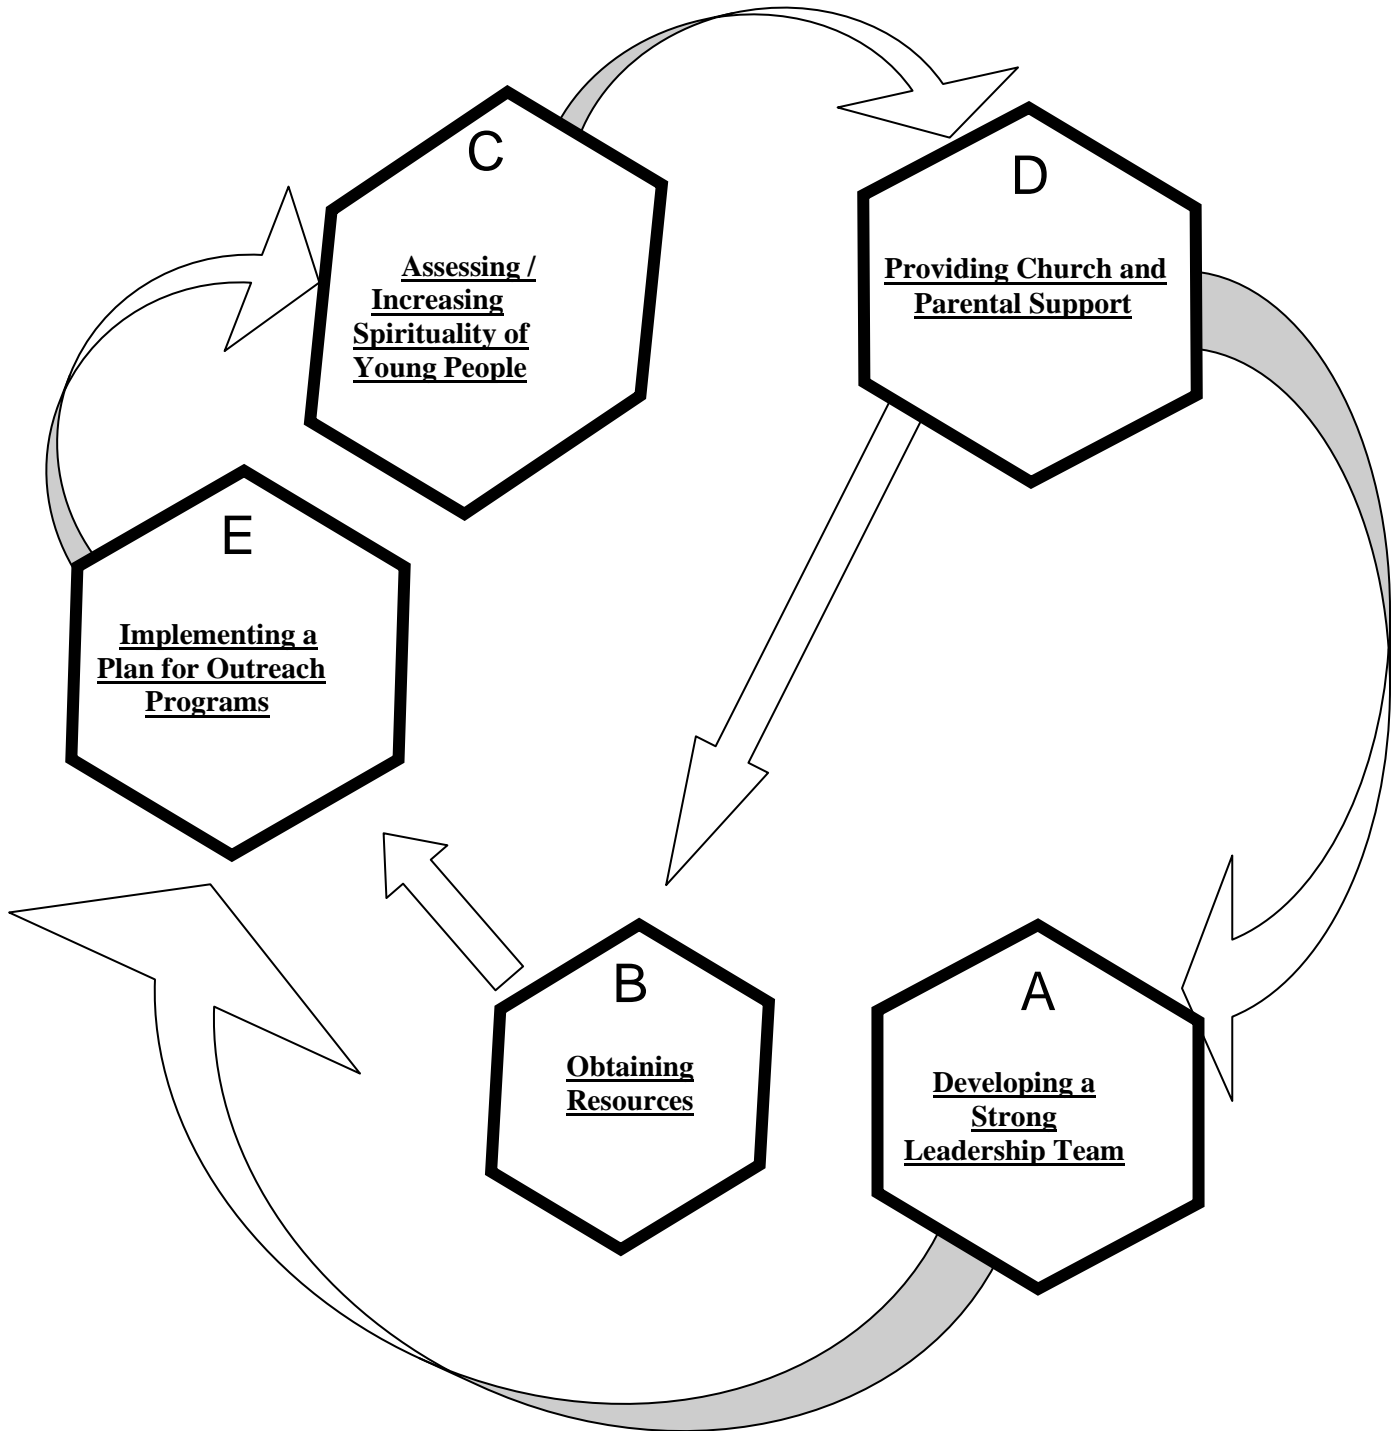 C
Assessing /
Increasing
Spirituality of
Young People
D
Providing Church and
Parental Support
E
Implementing a
Plan for Outreach
Programs
B
Obtaining
Resources
A
Developing a
Strong
Leadership Team